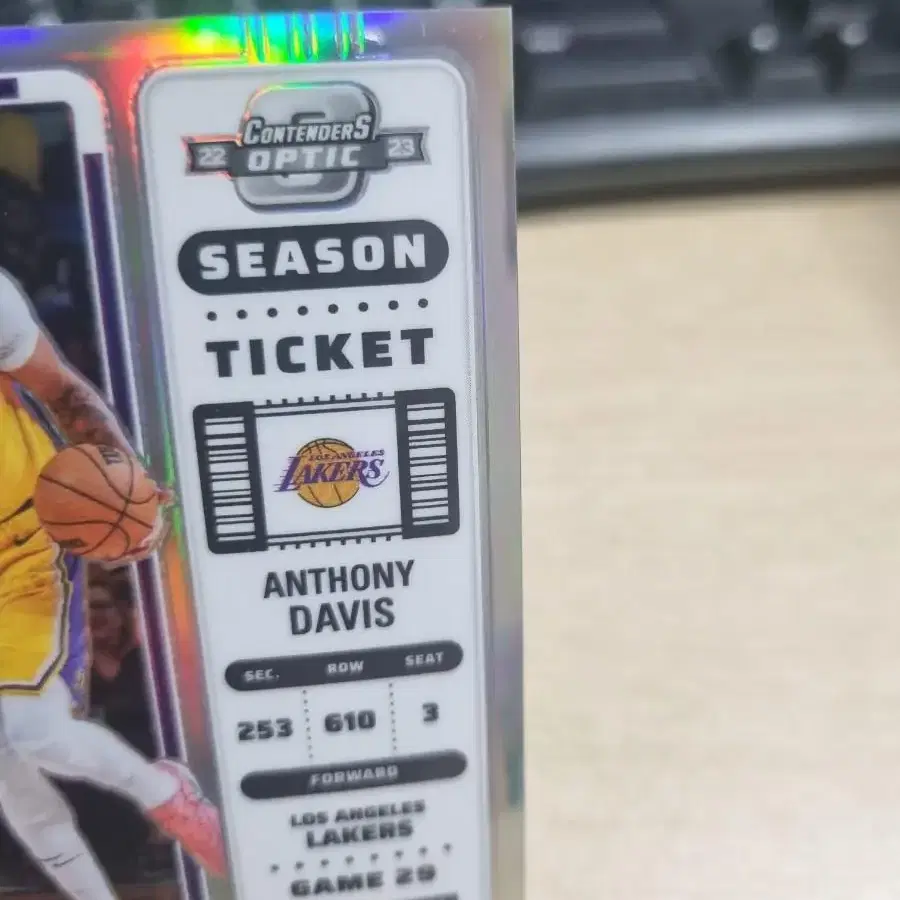 CONTENDERS
22 OPTIC 23
SEASON
TICKET
LOS ANGELES
LAKERS
ANTHONY
DAVIS
SEC. ROW SEAT
253 610 3
FORWARD
LOS ANGELES
LAKERS
GAME 29